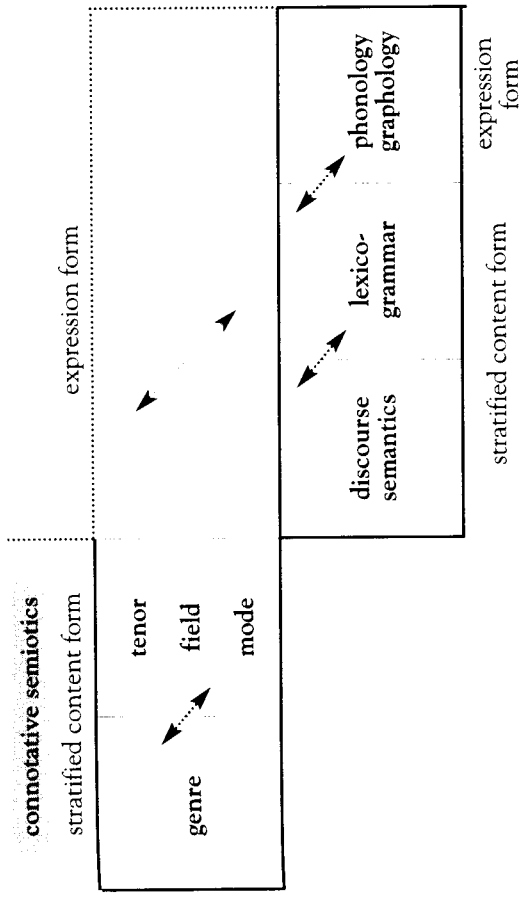 connotative semiotics
stratified content form
expression form
genre
tenor
field
mode
discourse
semantics
lexico-
grammar
phonology
graphology
stratified content form
expression
form